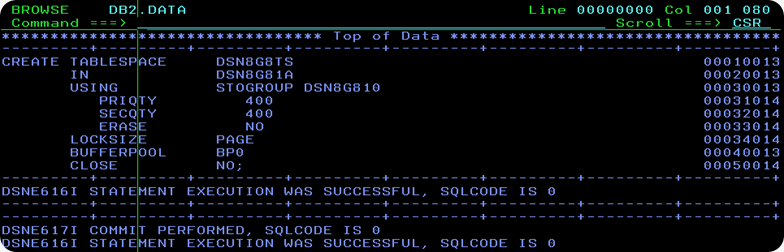 BROWSE    DB2.DATA                                   Line 00000000 Col 001 080
Command ===>                                                  Scroll ===> CSR
********************************* Top of Data **********************************
---------+---------+---------+---------+---------+---------+---------+---------+
CREATE TABLESPACE     DSN8G8TS                                          00010013
       IN             DSN8G81A                                          00020013
       USING          STOGROUP DSN8G810                                 00030013
          PRIQTY         400                                            00031014
          SECQTY         400                                            00032014
          ERASE          NO                                             00033014
       LOCKSIZE       PAGE                                              00034014
       BUFFERPOOL     BP0                                               00040013
       CLOSE          NO;                                               00050014
---------+---------+---------+---------+---------+---------+---------+---------+
DSNE616I STATEMENT EXECUTION WAS SUCCESSFUL, SQLCODE IS 0
---------+---------+---------+---------+---------+---------+---------+---------+
---------+---------+---------+---------+---------+---------+---------+---------+
DSNE617I COMMIT PERFORMED, SQLCODE IS 0
DSNE616I STATEMENT EXECUTION WAS SUCCESSFUL, SQLCODE IS 0